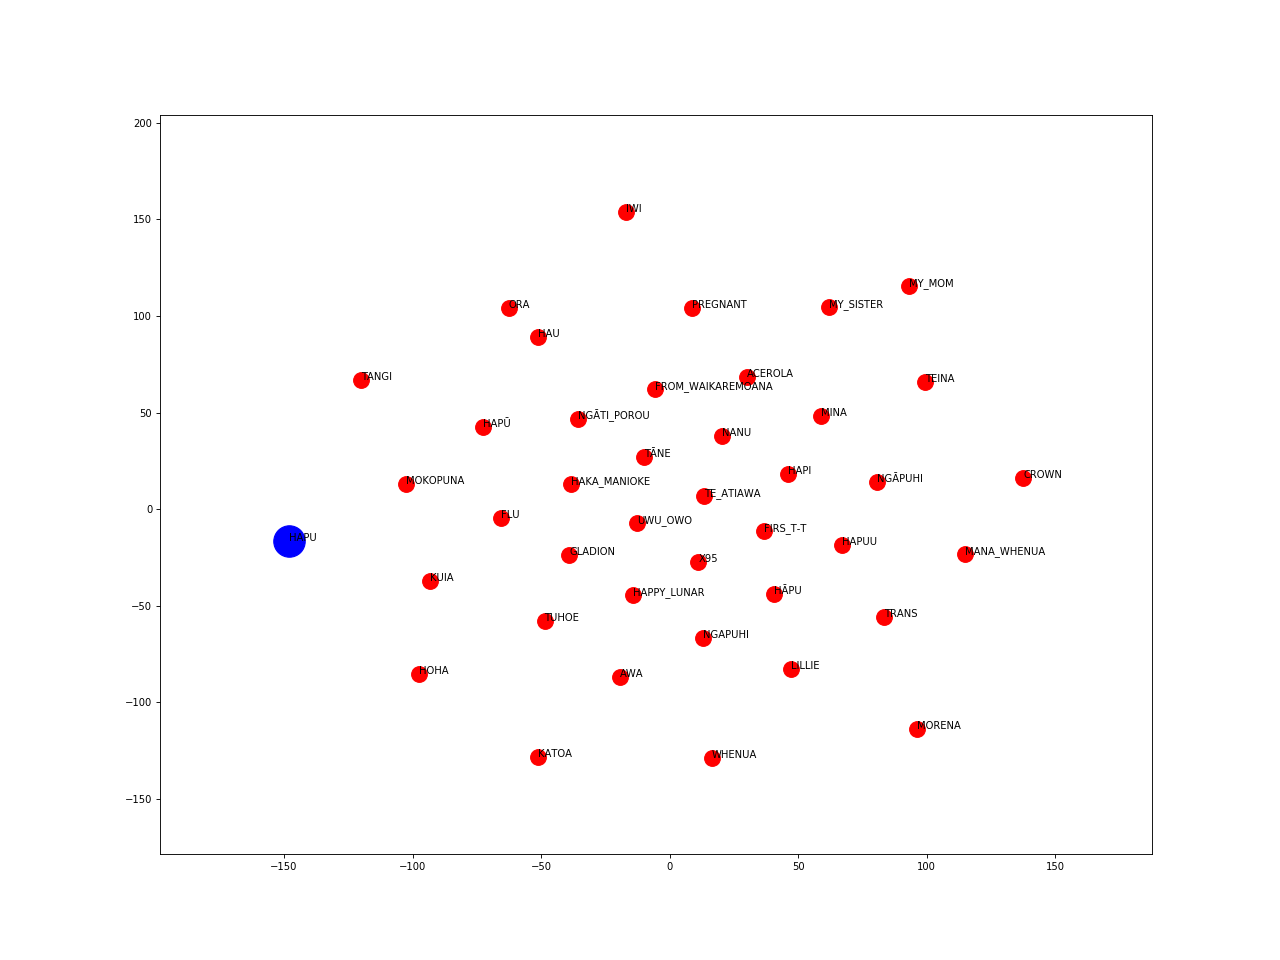 200
150
100
50
0
−50
−100
−150
−150
−100
−50
0
50
100
150
IWI
MY_MOM
ORA
PREGNANT
MY_SISTER
HAU
TANGI
ACEROLA
TEINA
FROM_WAIKAREMOANA
HAPŪ
NGĀTI_POROU
MINA
NANU
TĀNE
MOKOPUNA
HAKA_MANIOKE
HAPI
NGĀPUHI
CROWN
TE_ATIAWA
FLU
UWU_OWO
FIRS_T-T
HAPU
HAPUU
GLADION
X95
MANA_WHENUA
KUIA
HAPPY_LUNAR
HĀPU
TUHOE
NGAPUHI
TRANS
HOHA
AWA
LILLIE
MORENA
KATOA
WHENUA